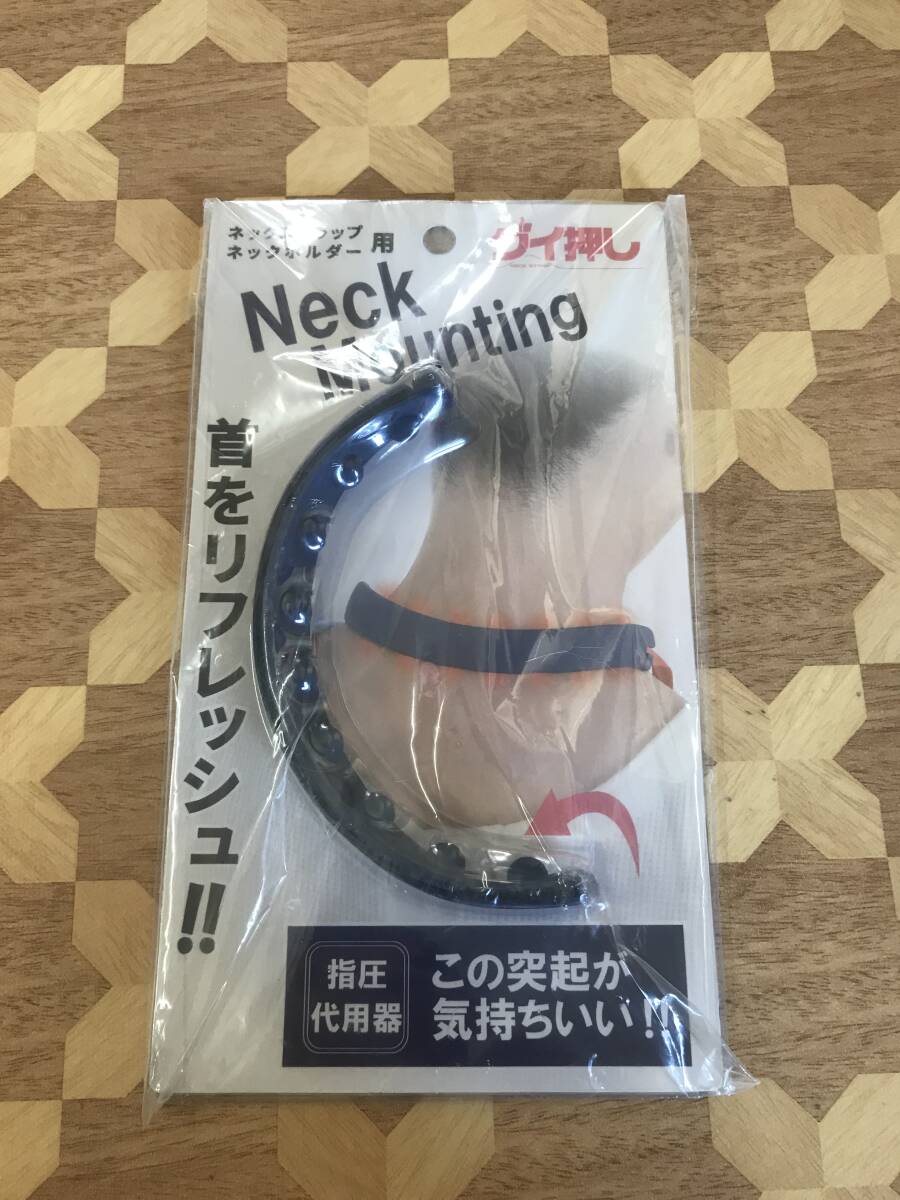 ネックストラップ
ネックホルダー用
グイ押し
Neck
Mounting
首をリフレッシュ!!
指圧
代用器
この突起が
気持ちいい!!